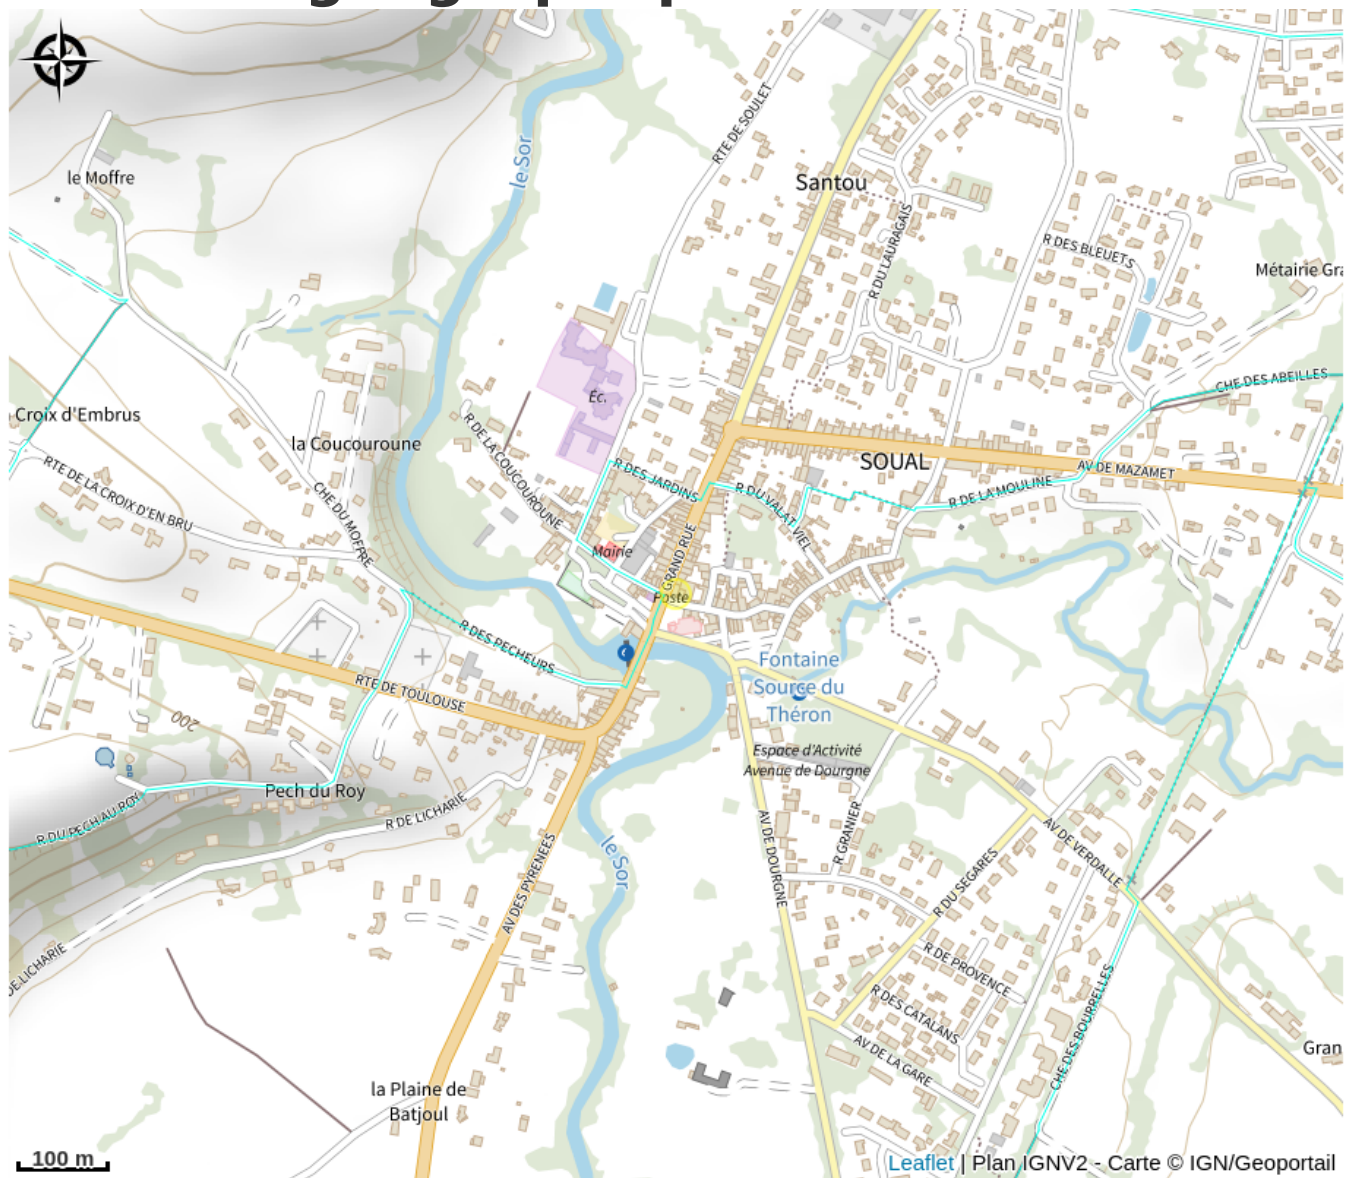 RTE DE SOULET
le Sor
le Moffre
Santou
R DU LAURAGAIS
R DES BLEUETS
Métairie Gra
Éc.
CHE DES ABEILLES
Croix d'Embrus
la Coucouroune
R DE LA COUCOUROUNE
R DES JARDINS
SOUAL
AV DE MAZAMET
RTE DE LA CROIX D'EN BRU
CHE DU MOFFRE
R DU VALAT VIEL
R DE LA MOULINE
Mairie
GRAND RUE
Poste
R DES PECHEURS
Fontaine
Source du
Théron
RTE DE TOULOUSE
200
Espace d'Activité
Avenue de Dourgne
Pech du Roy
R DU PECH AU ROY
R DE LICHARIE
AV DES PYRENEES
le Sor
AV DE DOURGNE
R GRANIER
R DU SEGARES
AV DE VERDALLE
DE LICHARIE
R DE PROVENCE
R DES CATALANS
AV DE LA GARE
CHE DES BOURRELLES
Gran
la Plaine de
Batjoul
100 m
Leaflet | Plan IGNV2 - Carte © IGN/Geoportail